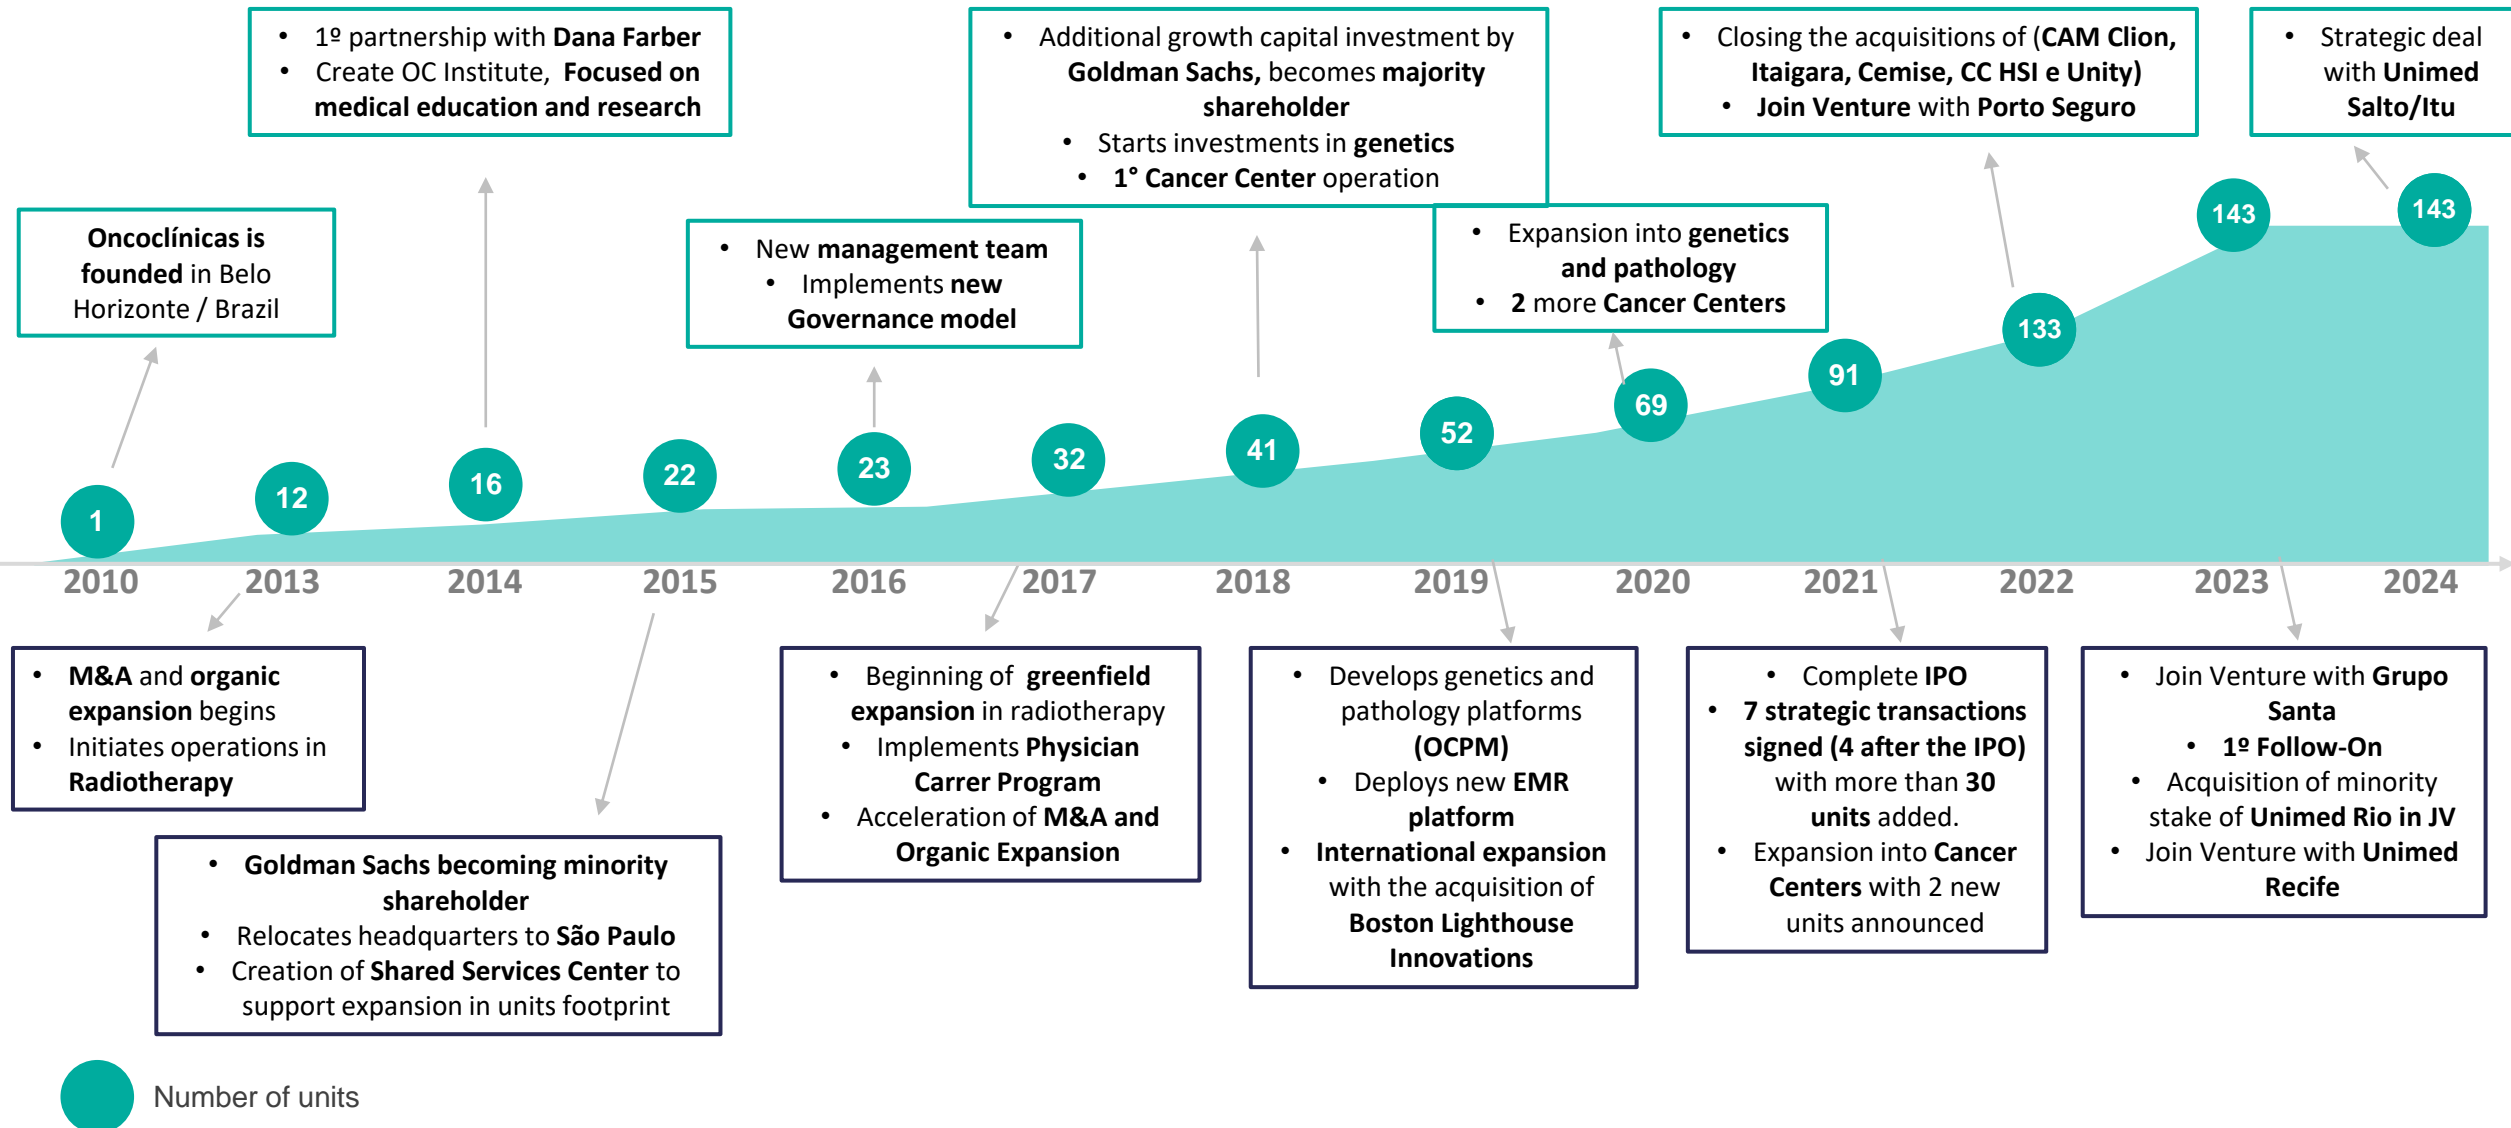 • 1º partnership with Dana Farber
• Create OC Institute, Focused on
medical education and research
• Additional growth capital investment by
Goldman Sachs, becomes majority
shareholder
• Starts investments in genetics
• 1° Cancer Center operation
• Closing the acquisitions of (CAM Clion,
Itaigara, Cemise, CC HSI e Unity)
• Join Venture with Porto Seguro
• Strategic deal
with Unimed
Salto/Itu
Oncoclínicas is
founded in Belo
Horizonte / Brazil
• New management team
• Implements new
Governance model
• Expansion into genetics
and pathology
• 2 more Cancer Centers
1
12
16
22
23
32
41
52
69
91
133
143
143
2010
2013
2014
2015
2016
2017
2018
2019
2020
2021
2022
2023
2024
• M&A and organic
expansion begins
• Initiates operations in
Radiotherapy
• Goldman Sachs becoming minority
shareholder
• Relocates headquarters to São Paulo
• Creation of Shared Services Center to
support expansion in units footprint
• Beginning of greenfield
expansion in radiotherapy
• Implements Physician
Carrer Program
• Acceleration of M&A and
Organic Expansion
• Develops genetics and
pathology platforms
(OCPM)
• Deploys new EMR
platform
• International expansion
with the acquisition of
Boston Lighthouse
Innovations
• Complete IPO
• 7 strategic transactions
signed (4 after the IPO)
with more than 30
units added.
• Expansion into Cancer
Centers with 2 new
units announced
• Join Venture with Grupo
Santa
• 1º Follow-On
• Acquisition of minority
stake of Unimed Rio in JV
• Join Venture with Unimed
Recife
Number of units